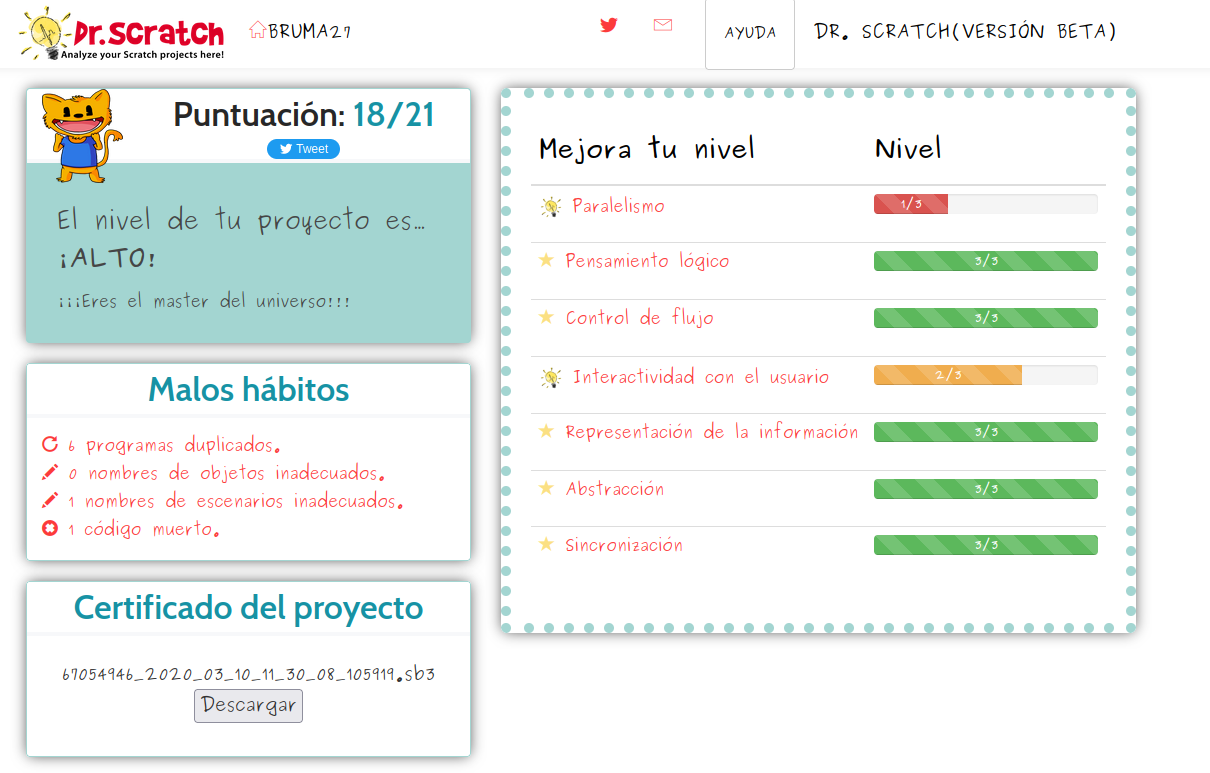 Dr.Scratch
Analyze your Scratch projects here!
BRUMA27
AYUDA
DR. SCRATCH(VERSIÓN BETA)
Puntuación: 18/21
Tweet
El nivel de tu proyecto es…
¡ALTO!
¡¡¡Eres el master del universo!!!
Malos hábitos
6 programas duplicados.
0 nombres de objetos inadecuados.
1 nombres de escenarios inadecuados.
1 código muerto.
Certificado del proyecto
67054946_2020_03_10_11_30_08_105919.sb3
Descargar
Mejora tu nivel Nivel
Paralelismo 1/3
Pensamiento lógico 3/3
Control de flujo 3/3
Interactividad con el usuario 2/3
Representación de la información 3/3
Abstracción 3/3
Sincronización 3/3